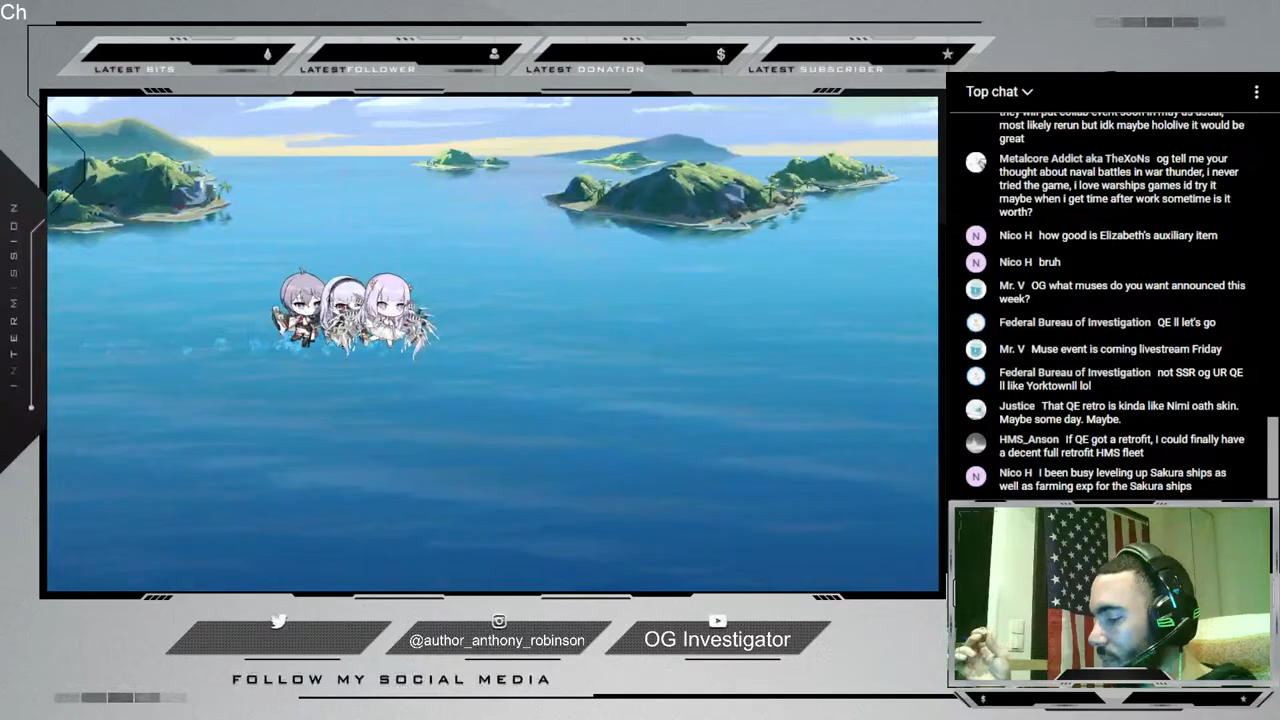 Ch
LATEST BITS
LATEST FOLLOWER
LATEST DONATION
LATEST SUBSCRIBER
INTERMISSION
Top chat
they will put collab event soon in may as usual,
most likely rerun but idk maybe hololive it would be
great
Metalcore Addict aka TheXoNs og tell me your
thought about naval battles in war thunder, i never
tried the game, i love warships games id try it
maybe when i get time after work sometime is it
worth?
N Nico H how good is Elizabeth's auxiliary item
N Nico H bruh
Mr. V OG what muses do you want announced this
week?
Federal Bureau of Investigation QE ll let's go
Mr. V Muse event is coming livestream Friday
Federal Bureau of Investigation not SSR og UR QE
ll like Yorktownll lol
Justice That QE retro is kinda like Nimi oath skin.
Maybe some day. Maybe.
HMS_Anson If QE got a retrofit, I could finally have
a decent full retrofit HMS fleet
N Nico H I been busy leveling up Sakura ships as
well as farming exp for the Sakura ships
@author_anthony_robinson
OG Investigator
FOLLOW MY SOCIAL MEDIA